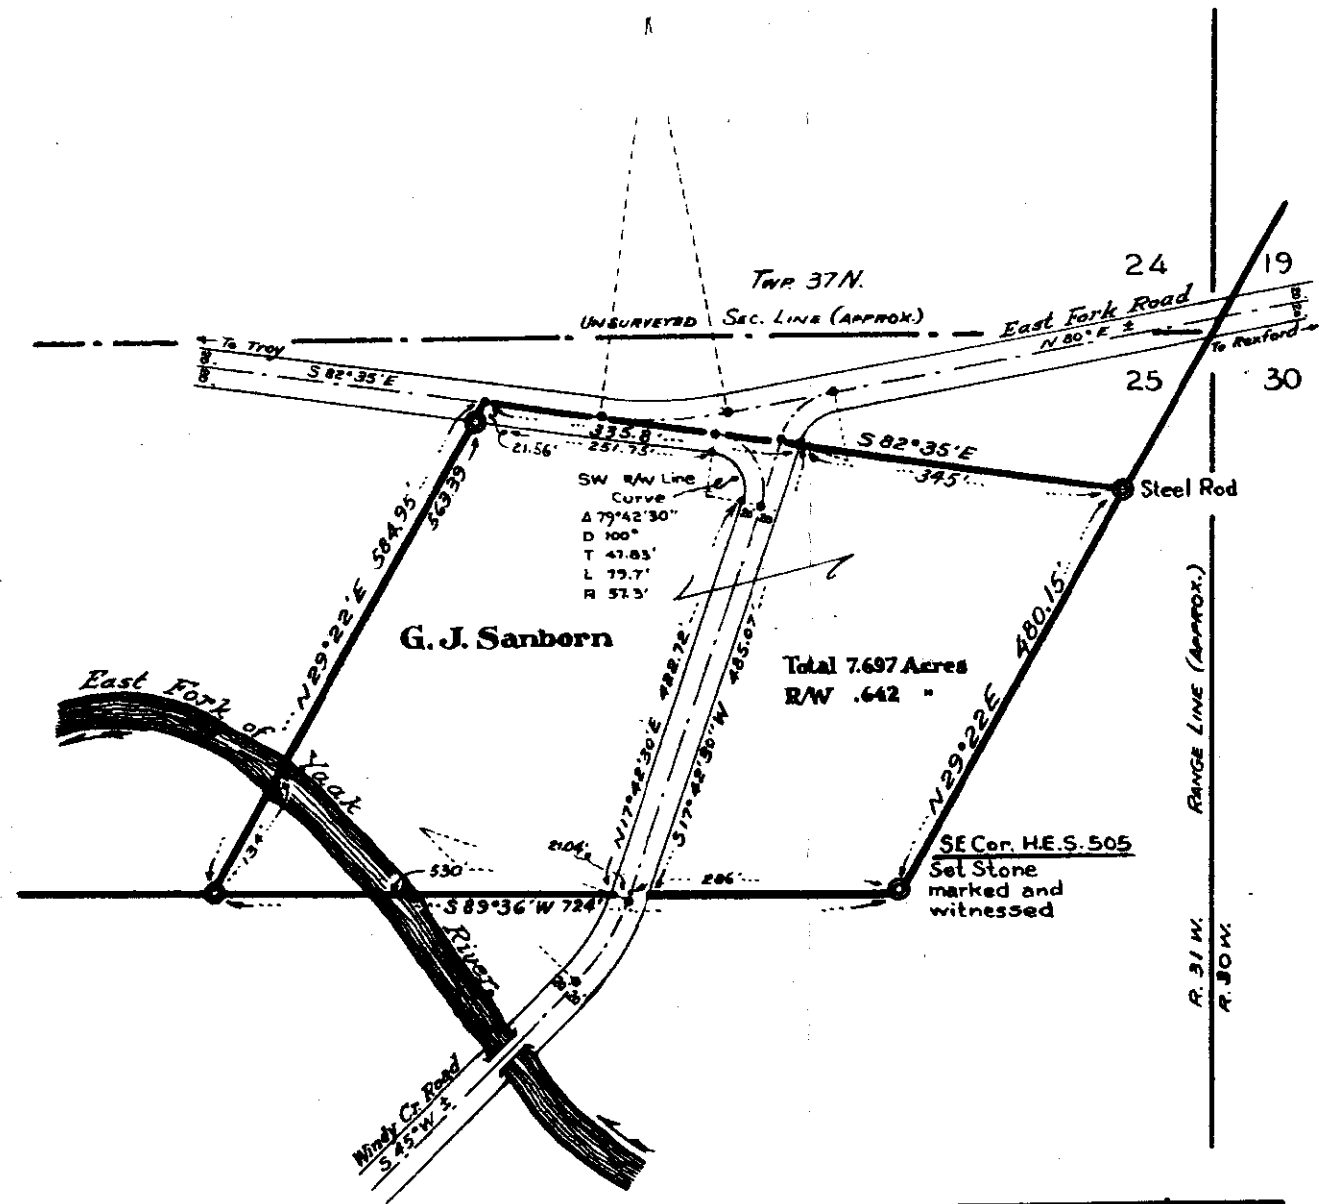 24
19
TWP. 37 N.
East Fork Road
UNSURVEYED SEC. LINE (APPROX.)
N 80° E ±
To Troy
To Rexford
S 82° 35' E
25
30
335.8'
S 82° 35' E
21.56'
251.75'
345'
SW R/W Line
Curve
Δ 79° 42' 30"
D 100°
T 47.83'
L 79.7'
R 57.3'
20
20
Steel Rod
N 29° 22' E 584.95'
563.39
G. J. Sanborn
N 17° 42' 30" E 488.72'
S 17° 42' 30" W 485.07'
Total 7.697 Acres
R/W .642 "
N 29° 22' E 480.15'
RANGE LINE (APPROX.)
East Fork of Yaak River
134'
530'
21.04'
286'
S 89° 36' W 724'
SE Cor. H.E.S. 505
Set Stone
marked and
witnessed
R. 31 W.
R. 30 W.
Windy Cr. Road
S 45° W ±